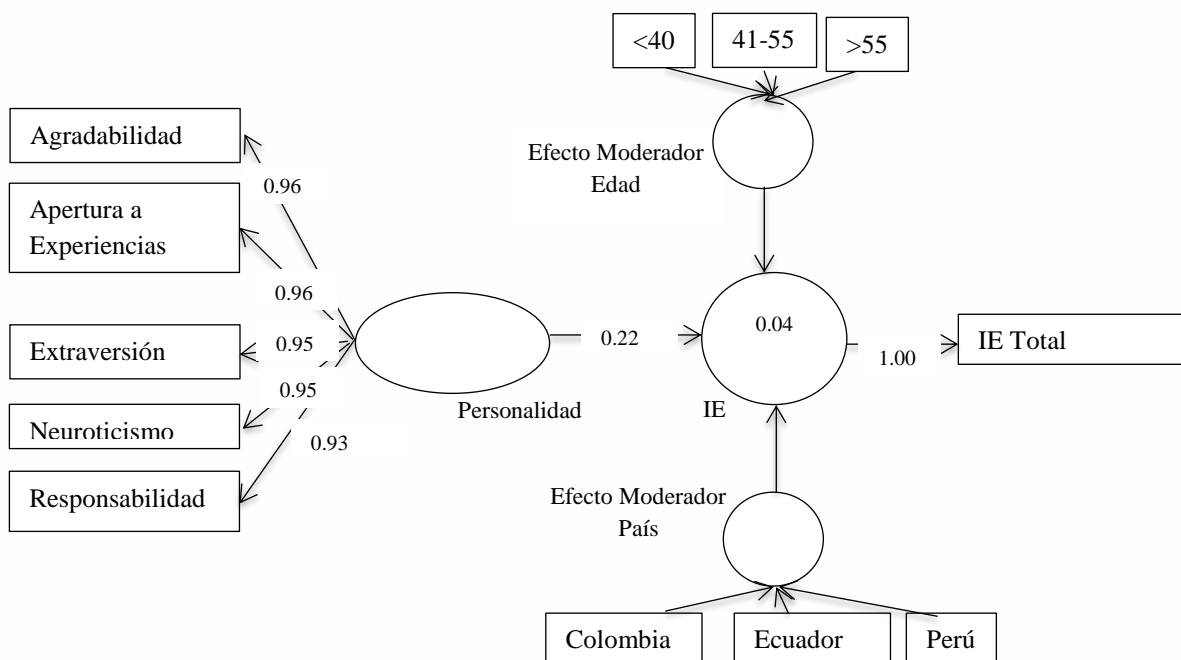 <40
41-55
>55
Agradabilidad
Efecto Moderador
Edad
0.96
Apertura a
Experiencias
0.96
Extraversión
0.95
0.22
0.04
1.00
IE Total
0.95
Personalidad
IE
Neuroticismo
0.93
Responsabilidad
Efecto Moderador
País
Colombia
Ecuador
Perú